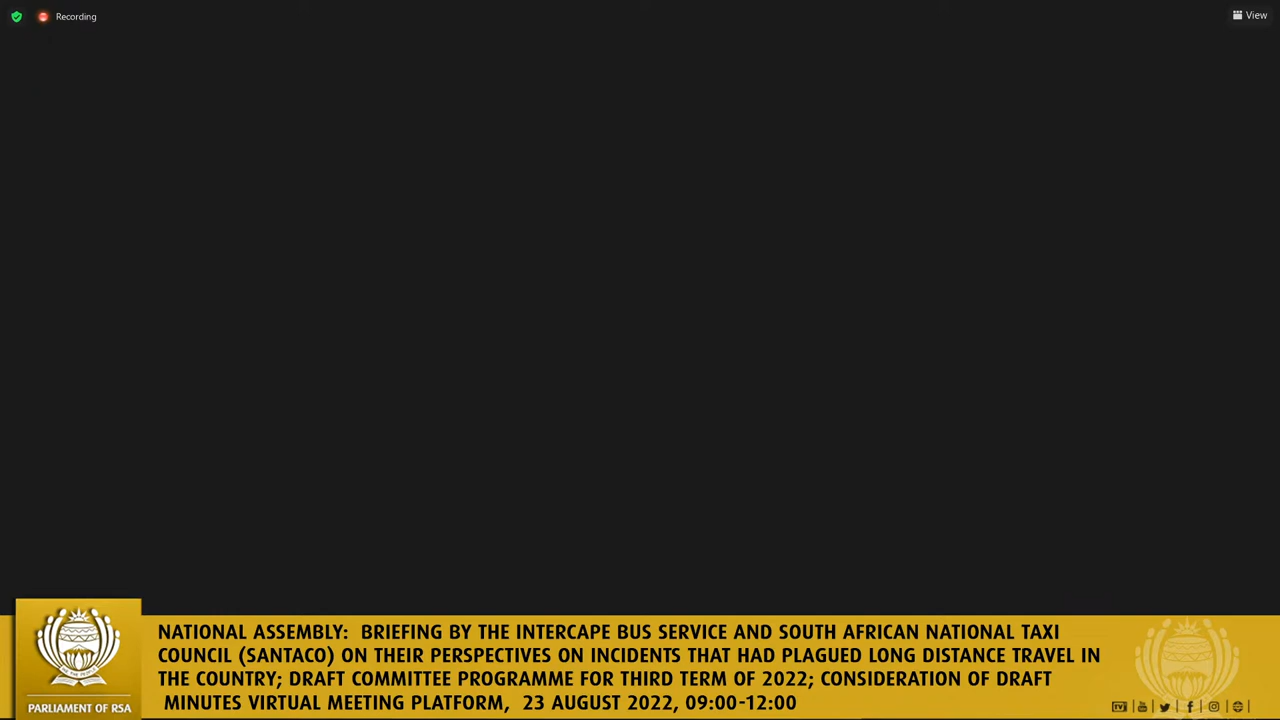 Recording
View
NATIONAL ASSEMBLY: BRIEFING BY THE INTERCAPE BUS SERVICE AND SOUTH AFRICAN NATIONAL TAXI
COUNCIL (SANTACO) ON THEIR PERSPECTIVES ON INCIDENTS THAT HAD PLAGUED LONG DISTANCE TRAVEL IN
THE COUNTRY; DRAFT COMMITTEE PROGRAMME FOR THIRD TERM OF 2022; CONSIDERATION OF DRAFT
MINUTES VIRTUAL MEETING PLATFORM, 23 AUGUST 2022, 09:00-12:00
PARLIAMENT OF RSA